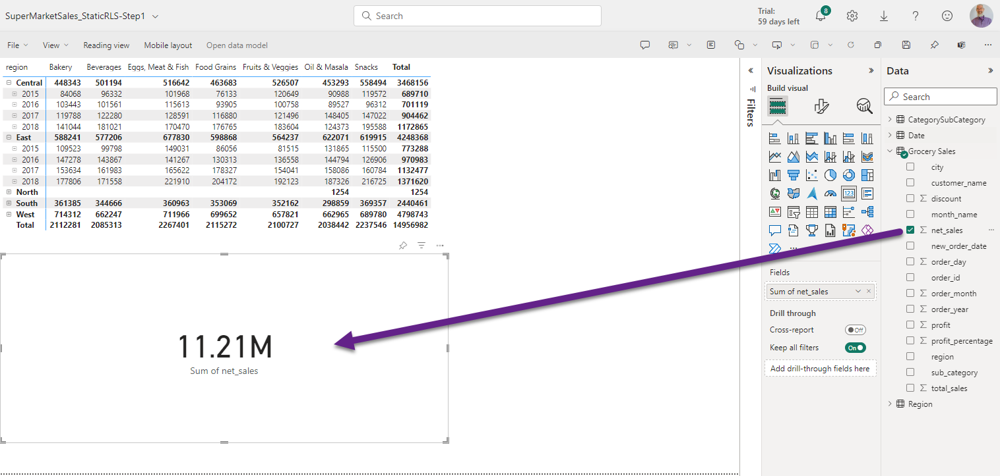 SuperMarketSales_StaticRLS-Step1
Search
Trial:
59 days left
8
File View Reading view Mobile layout Open data model
region Bakery Beverages Eggs, Meat & Fish Food Grains Fruits & Veggies Oil & Masala Snacks Total
Central 448343 501194 516642 463683 526507 453293 558494 3468156
2015 84068 96332 101968 76133 120649 90988 119572 689710
2016 103443 101561 115613 93905 100758 89527 96312 701119
2017 119788 122280 128591 116880 121496 148405 147022 904462
2018 141044 181021 170470 176765 183604 124373 195588 1172865
East 588241 577206 677830 598868 564237 622071 619915 4248368
2015 109523 99798 149031 86056 81515 131865 115500 773288
2016 147278 143867 141267 130313 136558 144794 126906 970983
2017 153634 161983 165622 178327 154041 158086 160784 1132477
2018 177806 171558 221910 204172 192123 187326 216725 1371620
North 1254 1254
South 361385 344666 360963 353069 352162 298859 369357 2440461
West 714312 662247 711966 699652 657821 662965 689780 4798743
Total 2112281 2085313 2267401 2115272 2100727 2038442 2237546 14956982
11.21M
Sum of net_sales
Filters
Visualizations
Build visual
123
Fields
Sum of net_sales
Drill through
Cross-report
Off
Keep all filters
On
Add drill-through fields here
Data
Search
CategorySubCategory
Date
Grocery Sales
city
customer_name
discount
month_name
net_sales
new_order_date
order_day
order_id
order_month
order_year
profit
profit_percentage
region
sub_category
total_sales
Region